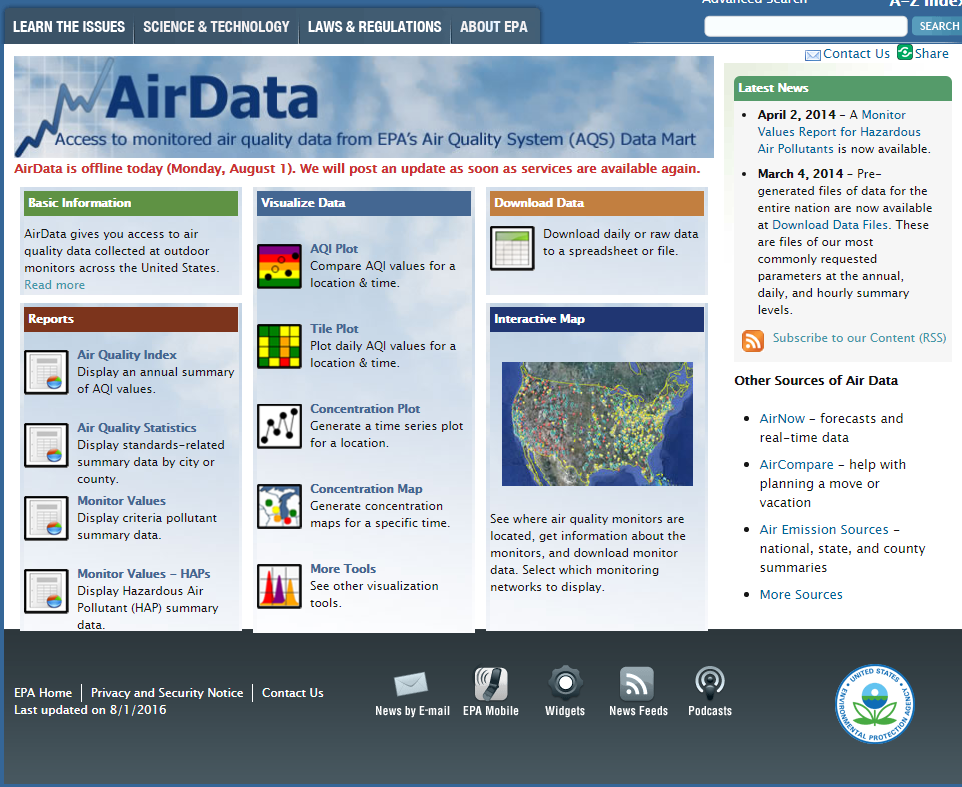 Advanced Search
A-Z Index
LEARN THE ISSUES
SCIENCE & TECHNOLOGY
LAWS & REGULATIONS
ABOUT EPA
SEARCH
Contact Us
Share
AirData
Access to monitored air quality data from EPA's Air Quality System (AQS) Data Mart
AirData is offline today (Monday, August 1). We will post an update as soon as services are available again.
Basic Information
AirData gives you access to air
quality data collected at outdoor
monitors across the United States.
Read more
Reports
Air Quality Index
Display an annual summary
of AQI values.
Air Quality Statistics
Display standards-related
summary data by city or
county.
Monitor Values
Display criteria pollutant
summary data.
Monitor Values - HAPs
Display Hazardous Air
Pollutant (HAP) summary
data.
Visualize Data
AQI Plot
Compare AQI values for a
location & time.
Tile Plot
Plot daily AQI values for a
location & time.
Concentration Plot
Generate a time series plot
for a location.
Concentration Map
Generate concentration
maps for a specific time.
More Tools
See other visualization
tools.
Download Data
Download daily or raw data
to a spreadsheet or file.
Interactive Map
See where air quality monitors are
located, get information about the
monitors, and download monitor
data. Select which monitoring
networks to display.
Latest News
April 2, 2014 - A Monitor
Values Report for Hazardous
Air Pollutants is now available.
March 4, 2014 - Pre-
generated files of data for the
entire nation are now available
at Download Data Files. These
are files of our most
commonly requested
parameters at the annual,
daily, and hourly summary
levels.
Subscribe to our Content (RSS)
Other Sources of Air Data
AirNow - forecasts and
real-time data
AirCompare - help with
planning a move or
vacation
Air Emission Sources -
national, state, and county
summaries
More Sources
EPA Home
Privacy and Security Notice
Contact Us
Last updated on 8/1/2016
News by E-mail
EPA Mobile
Widgets
News Feeds
Podcasts
UNITED STATES
ENVIRONMENTAL PROTECTION AGENCY